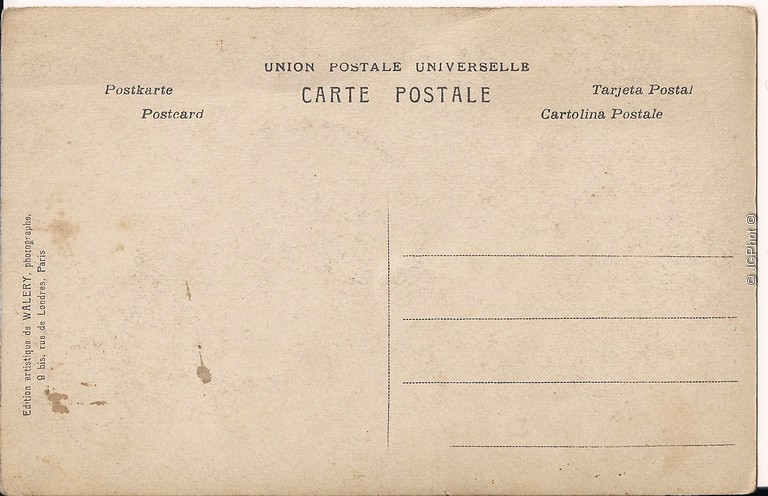 UNION POSTALE UNIVERSELLE
CARTE POSTALE
Postkarte
Postcard
Tarjeta Postal
Cartolina Postale
Edition artistique de WALERY, photographe,
9 bis, rue de Londres, Paris
© JGPhot ©